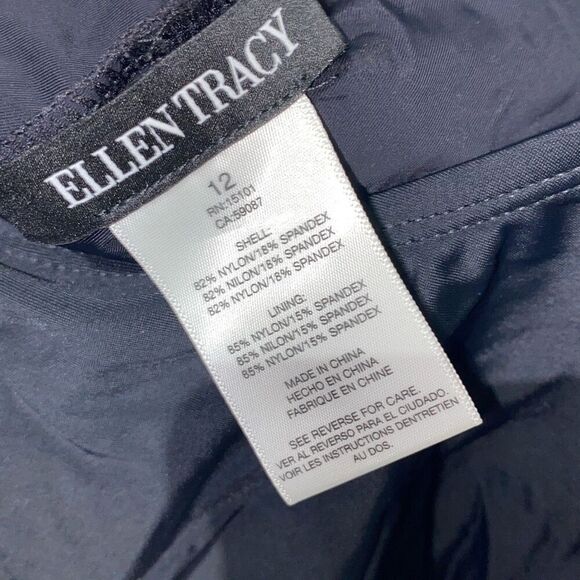 ELLEN TRACY
12
RN-15101
CA-59087
SHELL:
82% NYLON/18% SPANDEX
82% NILON/18% SPANDEX
82% NYLON/18% SPANDEX
LINING:
85% NYLON/15% SPANDEX
85% NILON/15% SPANDEX
85% NYLON/15% SPANDEX
MADE IN CHINA
HECHO EN CHINA
FABRIQUE EN CHINE
SEE REVERSE FOR CARE.
VER AL REVERSO PARA EL CIUDADO.
VOIR LES INSTRUCTIONS DENTRETIEN
AU DOS.